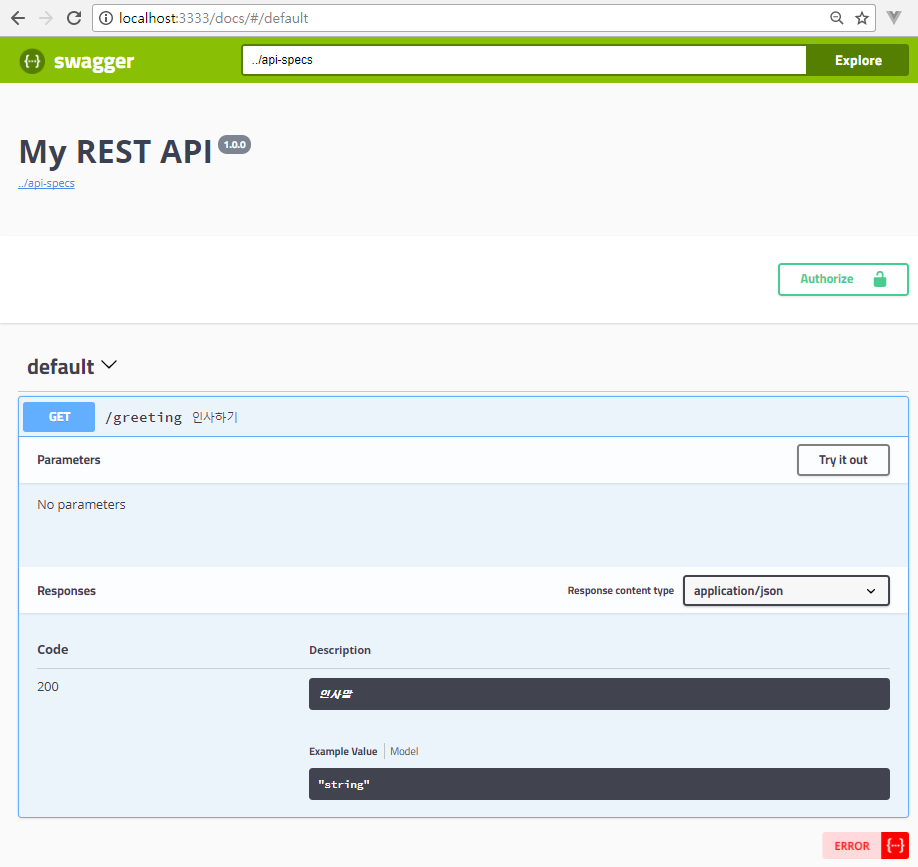 localhost:3333/docs/#/default
{···} swagger
../api-specs
Explore
My REST API 1.0.0
../api-specs
Authorize
default
GET /greeting 인사하기
Parameters
Try it out
No parameters
Responses
Response content type
application/json
Code
Description
200
인사말
Example Value
Model
"string"
ERROR {···}